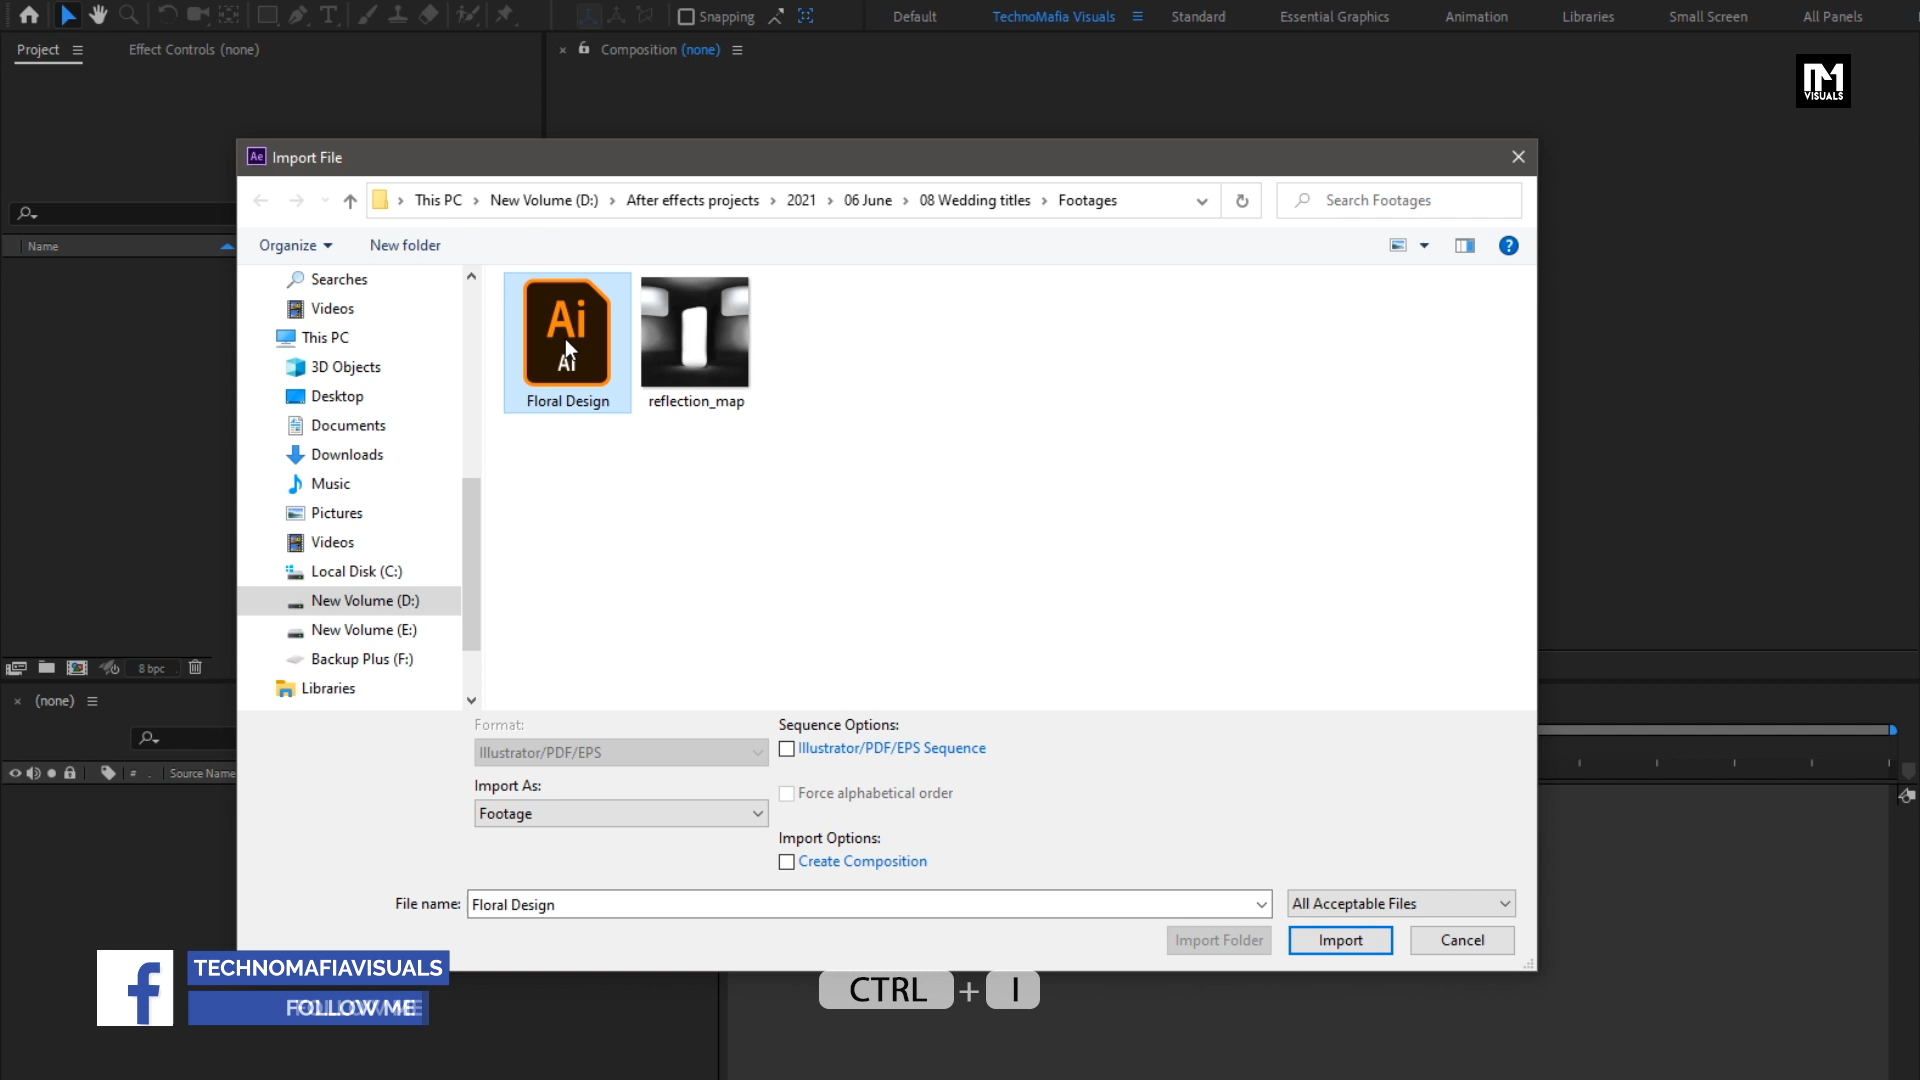 Snapping
Default
TechnoMafia Visuals
Standard
Essential Graphics
Animation
Libraries
Small Screen
All Panels
Project
Effect Controls (none)
Composition (none)
VISUALS
Ae Import File
This PC > New Volume (D:) > After effects projects > 2021 > 06 June > 08 Wedding titles > Footages
Search Footages
Organize
New folder
Name
Searches
Videos
This PC
3D Objects
Desktop
Documents
Downloads
Music
Pictures
Videos
Local Disk (C:)
New Volume (D:)
New Volume (E:)
Backup Plus (F:)
Libraries
Ai
Ai
Floral Design
reflection_map
8 bpc
(none)
# .
Source Name
Format:
Illustrator/PDF/EPS
Import As:
Footage
Sequence Options:
Illustrator/PDF/EPS Sequence
Force alphabetical order
Import Options:
Create Composition
File name:
Floral Design
All Acceptable Files
Import Folder
Import
Cancel
TECHNOMAFIAVISUALS
FOLLOW ME
CTRL + I